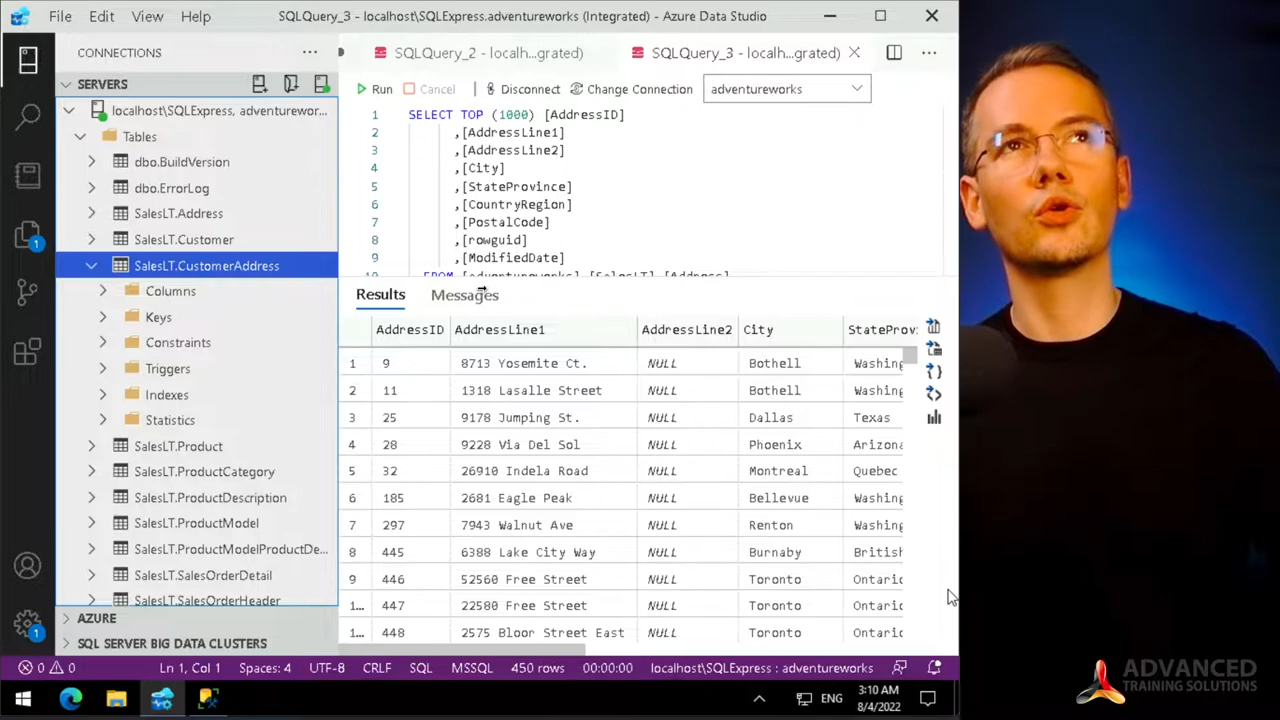 File Edit View Help SQLQuery_3 - localhost\SQLExpress.adventureworks (Integrated) - Azure Data Studio
CONNECTIONS
SERVERS
localhost\SQLExpress, adventurewor...
Tables
dbo.BuildVersion
dbo.ErrorLog
SalesLT.Address
SalesLT.Customer
SalesLT.CustomerAddress
Columns
Keys
Constraints
Triggers
Indexes
Statistics
SalesLT.Product
SalesLT.ProductCategory
SalesLT.ProductDescription
SalesLT.ProductModel
SalesLT.ProductModelProductDe...
SalesLT.SalesOrderDetail
SalesLT.SalesOrderHeader
AZURE
SQL SERVER BIG DATA CLUSTERS
1
1
SQLQuery_2 - localh...grated) SQLQuery_3 - localh...grated)
Run Cancel Disconnect Change Connection adventureworks
1 SELECT TOP (1000) [AddressID]
2 ,[AddressLine1]
3 ,[AddressLine2]
4 ,[City]
5 ,[StateProvince]
6 ,[CountryRegion]
7 ,[PostalCode]
8 ,[rowguid]
9 ,[ModifiedDate]
10 FROM [adventureworks].[SalesLT].[Address]
Results Messages
AddressID AddressLine1 AddressLine2 City StateProv
1 9 8713 Yosemite Ct. NULL Bothell Washing
2 11 1318 Lasalle Street NULL Bothell Washing
3 25 9178 Jumping St. NULL Dallas Texas
4 28 9228 Via Del Sol NULL Phoenix Arizona
5 32 26910 Indela Road NULL Montreal Quebec
6 185 2681 Eagle Peak NULL Bellevue Washing
7 297 7943 Walnut Ave NULL Renton Washing
8 445 6388 Lake City Way NULL Burnaby British
9 446 52560 Free Street NULL Toronto Ontario
1... 447 22580 Free Street NULL Toronto Ontario
1... 448 2575 Bloor Street East NULL Toronto Ontario
0 0 Ln 1, Col 1 Spaces: 4 UTF-8 CRLF SQL MSSQL 450 rows 00:00:00 localhost\SQLExpress : adventureworks
ENG
3:10 AM
8/4/2022
ADVANCED
TRAINING SOLUTIONS